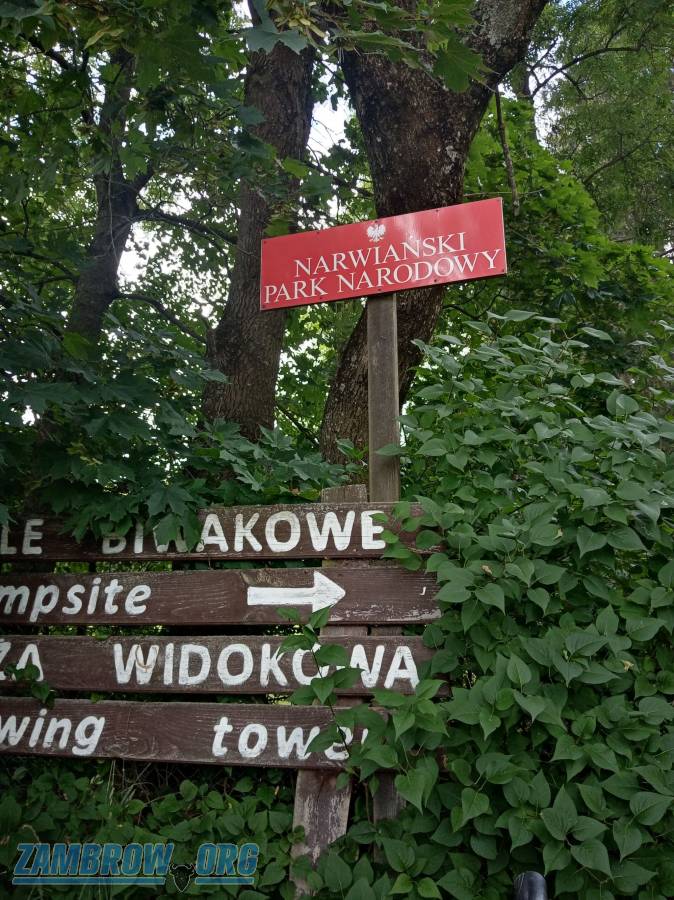 NARWIAŃSKI
PARK NARODOWY
LE BIWAKOWE
mpsite
ZA WIDOKOWA
wing tower
ZAMBROW.ORG